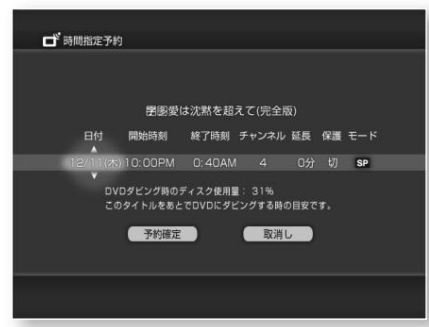 時間指定予約
愛は沈黙を超えて(完全版)
日付 開始時刻 終了時刻 チャンネル 延長 保護 モード
12/11(木) 10:00PM 0:40AM 4 0分 切 SP
DVDダビング時のディスク使用量: 31%
このタイトルをあとでDVDにダビングする時の目安です。
予約確定 取消し